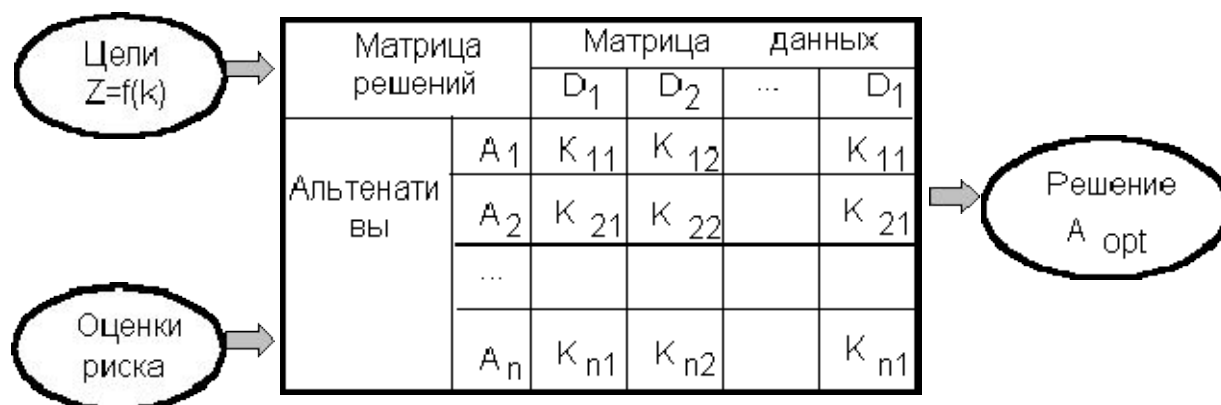 Цели
Z=f(k)
Матрица решений
Матрица данных
D1 D2 ... D1
Альтенати
вы
A1 K11 K12 K11
A2 K21 K22 K21
...
An Kn1 Kn2 Kn1
Оценки
риска
Решение
A opt